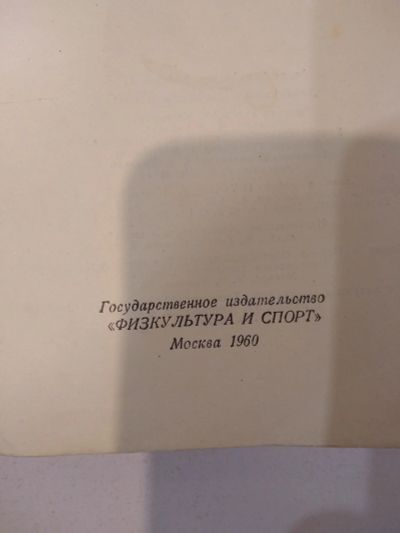 Государственное издательство
«ФИЗКУЛЬТУРА И СПОРТ»
Москва 1960